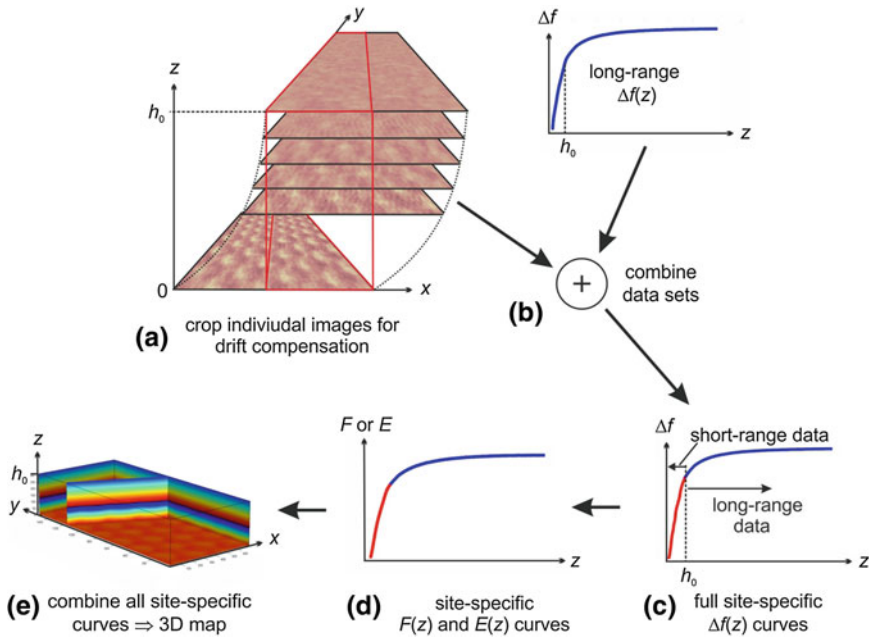 y
z
h₀
0
x
(a) crop indiviudal images for
drift compensation
Δf
long-range
Δf(z)
z
h₀
+
combine
data sets
(b)
Δf
short-range data
long-range
data
z
h₀
(c) full site-specific
Δf(z) curves
F or E
z
(d) site-specific
F(z) and E(z) curves
z
h₀
y
x
(e) combine all site-specific
curves ⇒ 3D map